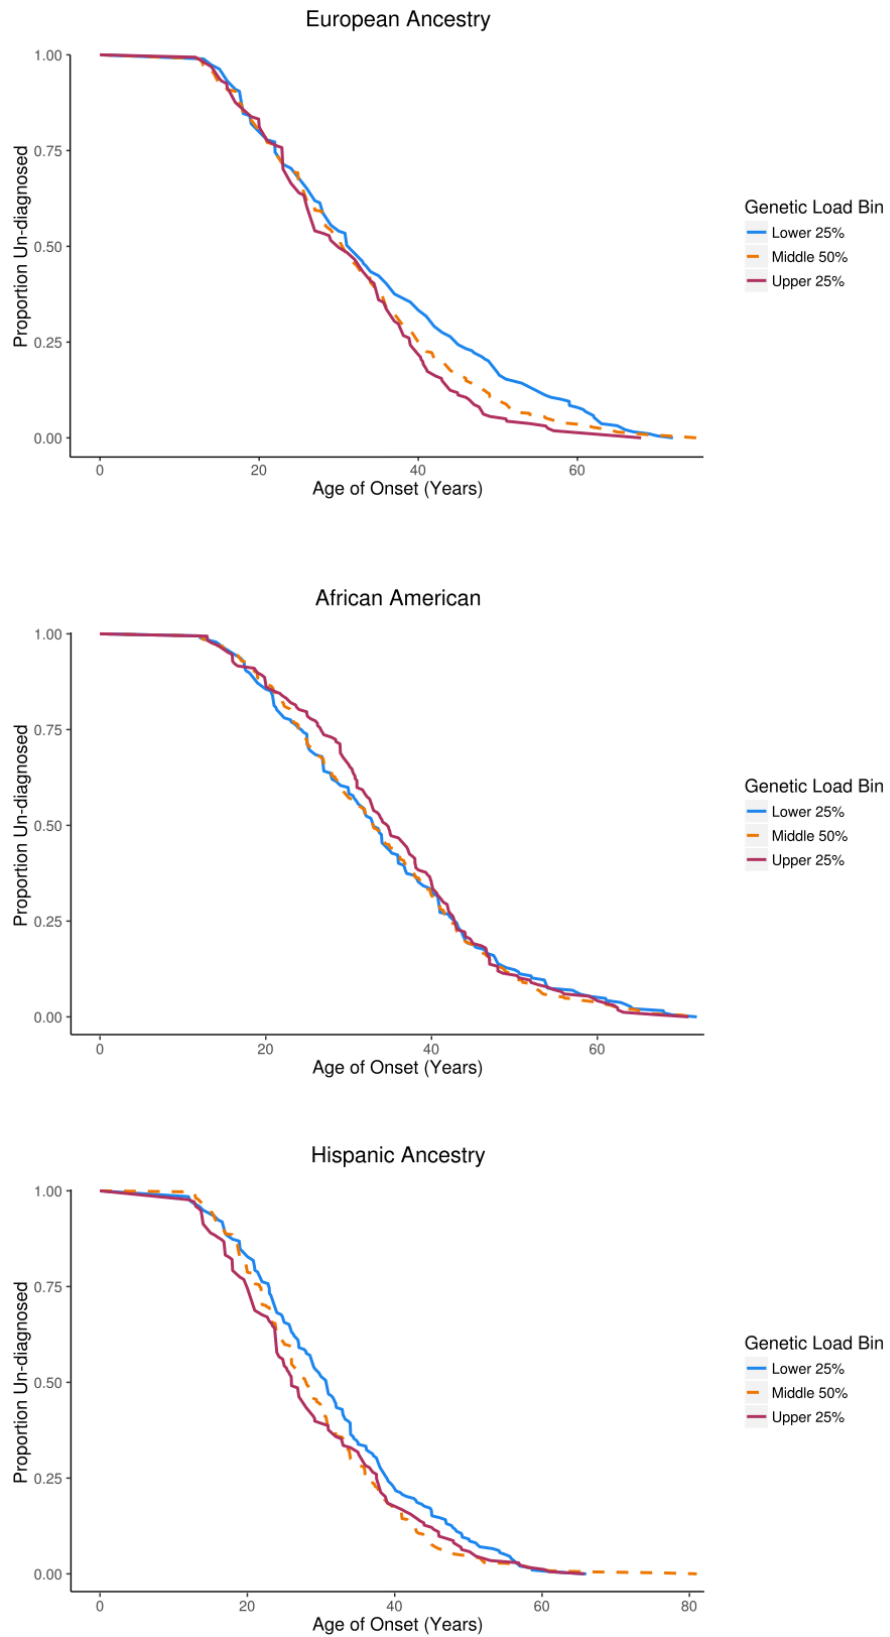 European Ancestry
1.00
0.75
0.50
0.25
0.00
Proportion Un-diagnosed
0 20 40 60
Age of Onset (Years)
Genetic Load Bin
Lower 25%
Middle 50%
Upper 25%
African American
1.00
0.75
0.50
0.25
0.00
Proportion Un-diagnosed
0 20 40 60
Age of Onset (Years)
Genetic Load Bin
Lower 25%
Middle 50%
Upper 25%
Hispanic Ancestry
1.00
0.75
0.50
0.25
0.00
Proportion Un-diagnosed
0 20 40 60 80
Age of Onset (Years)
Genetic Load Bin
Lower 25%
Middle 50%
Upper 25%